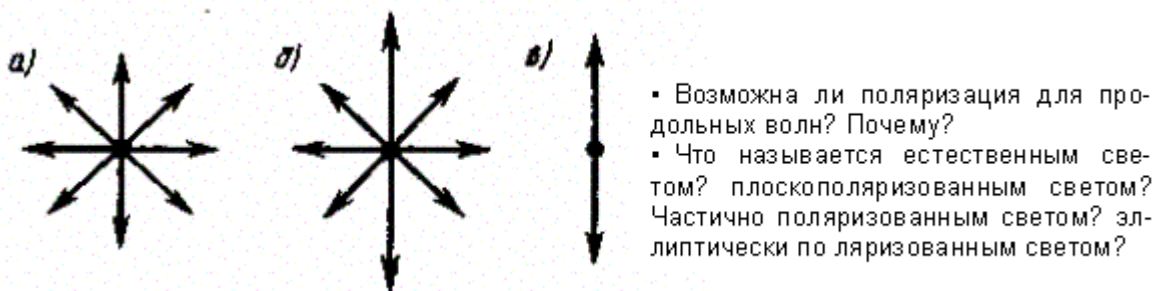 а) б) в)
▪ Возможна ли поляризация для про-
дольных волн? Почему?
▪ Что называется естественным све-
том? плоскополяризованным светом?
Частично поляризованным светом? эл-
липтически по ляризованным светом?